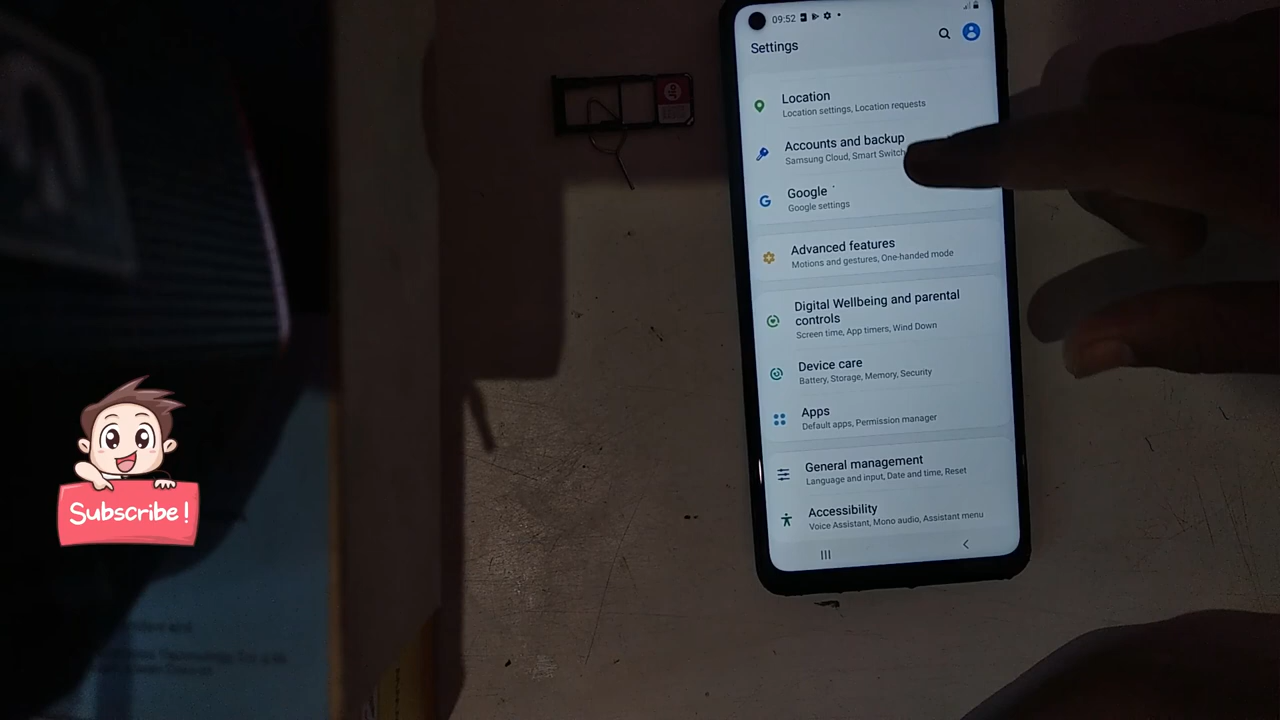 09:52
Settings
Location
Location settings, Location requests
Accounts and backup
Samsung Cloud, Smart Switch
Google
Google settings
Advanced features
Motions and gestures, One-handed mode
Digital Wellbeing and parental
controls
Screen time, App timers, Wind Down
Device care
Battery, Storage, Memory, Security
Apps
Default apps, Permission manager
General management
Language and input, Date and time, Reset
Accessibility
Voice Assistant, Mono audio, Assistant menu
Subscribe!